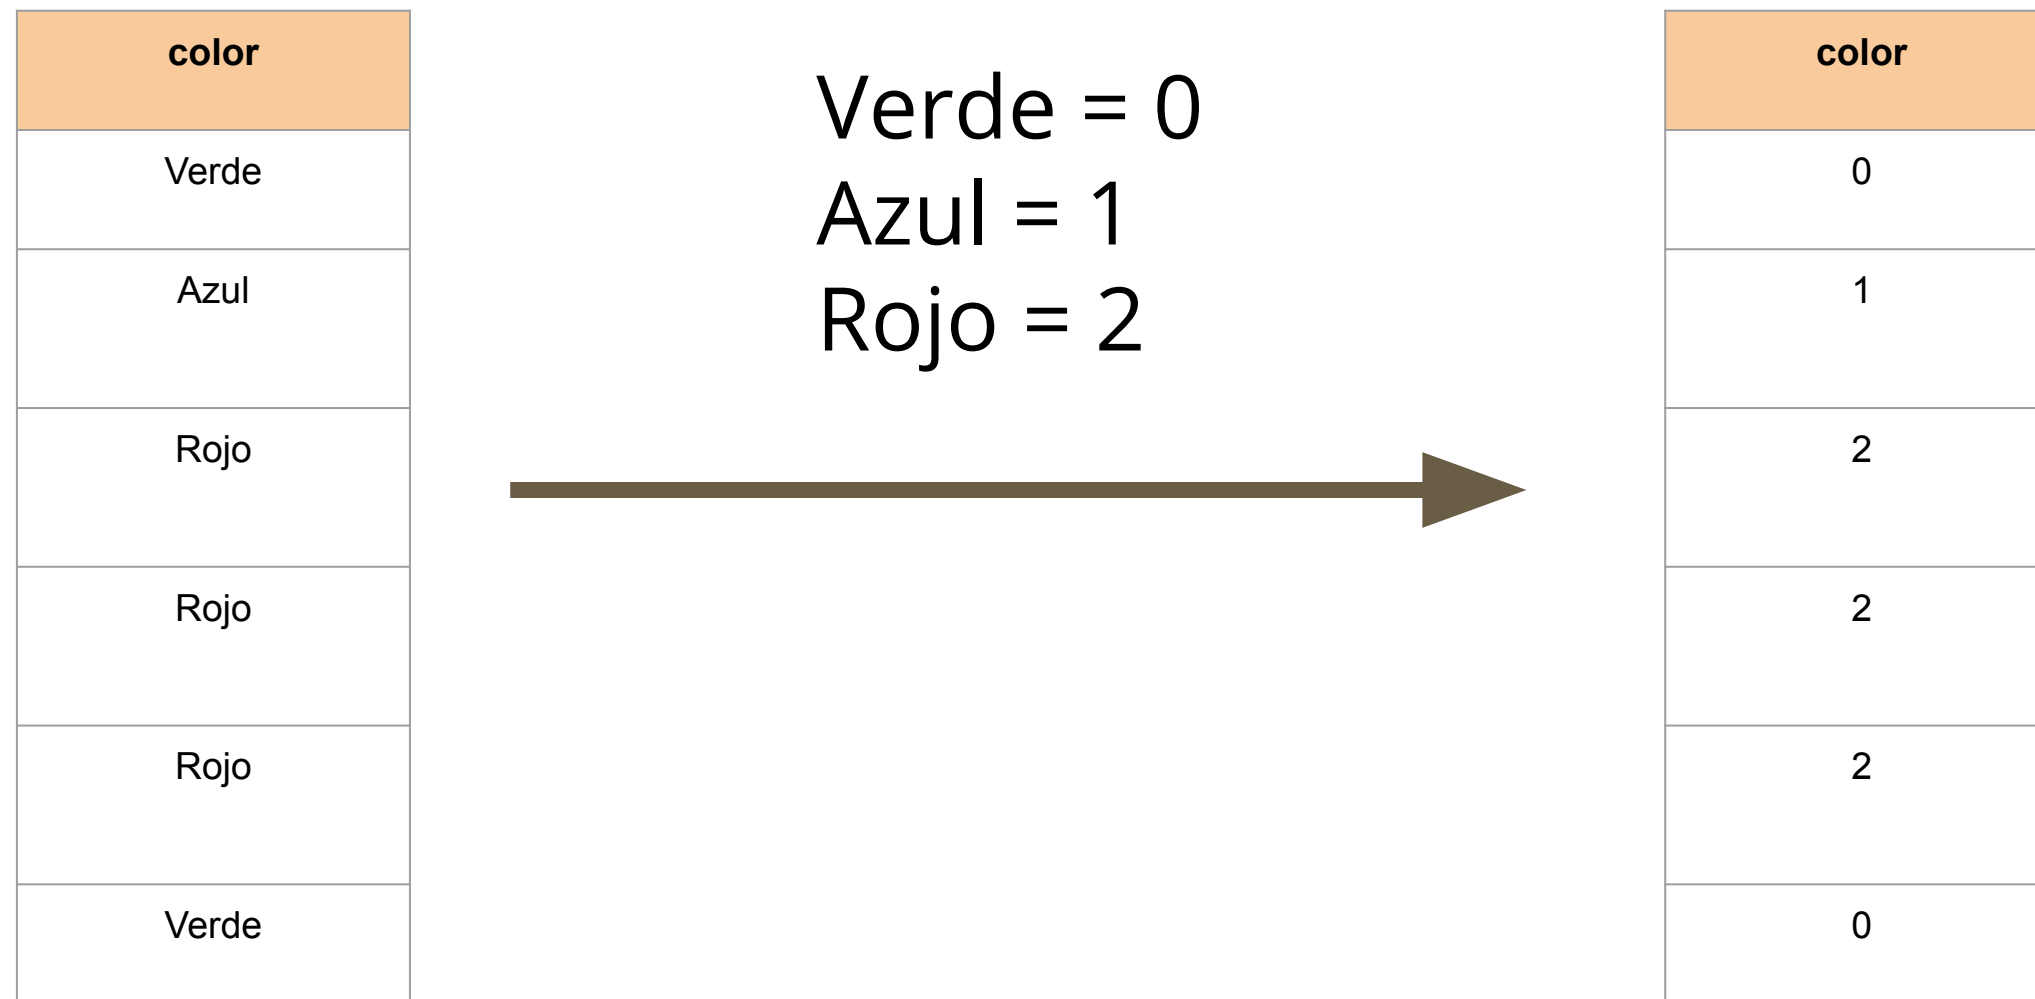 color
Verde
Azul
Rojo
Rojo
Rojo
Verde
Verde = 0
Azul = 1
Rojo = 2
color
0
1
2
2
2
0